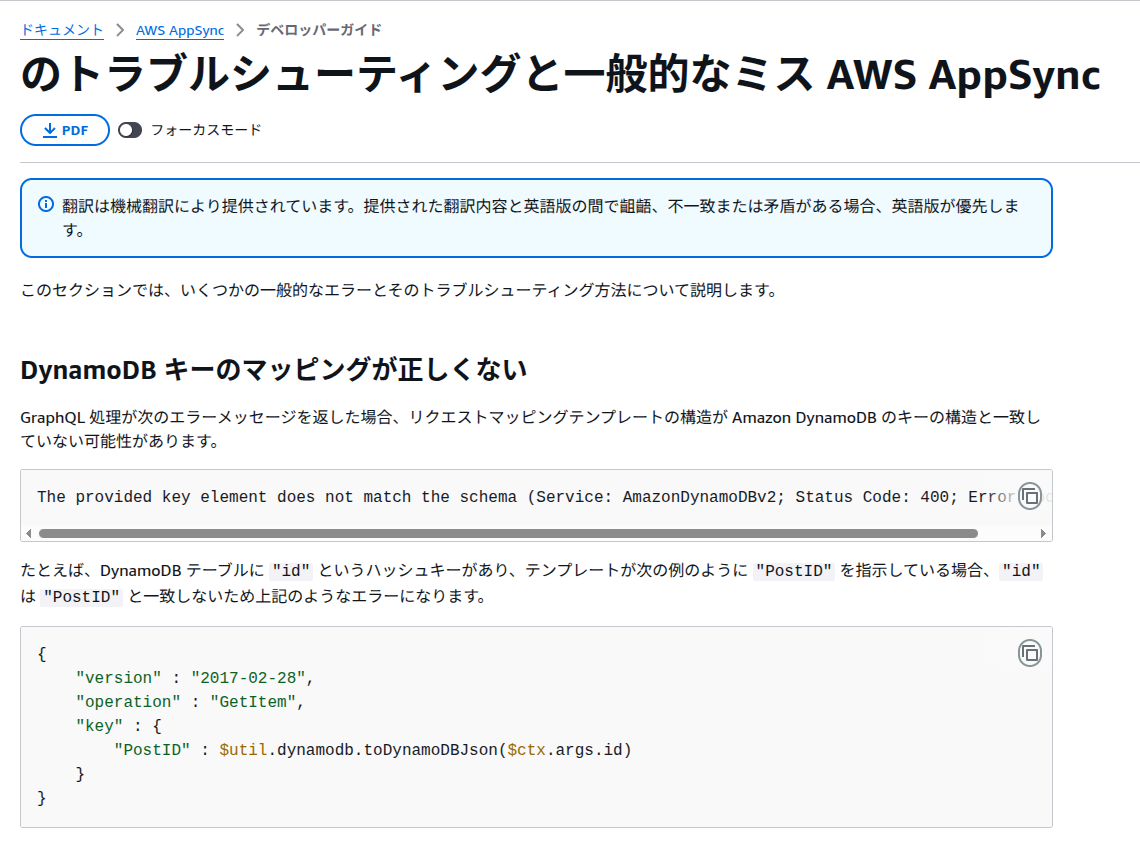 ドキュメント > AWS AppSync > デベロッパーガイド
のトラブルシューティングと一般的なミス AWS AppSync
PDF フォーカスモード
翻訳は機械翻訳により提供されています。提供された翻訳内容と英語版の間で齟齬、不一致または矛盾がある場合、英語版が優先しま
す。
このセクションでは、いくつかの一般的なエラーとそのトラブルシューティング方法について説明します。
DynamoDB キーのマッピングが正しくない
GraphQL 処理が次のエラーメッセージを返した場合、リクエストマッピングテンプレートの構造が Amazon DynamoDB のキーの構造と一致し
ていない可能性があります。
The provided key element does not match the schema (Service: AmazonDynamoDBv2; Status Code: 400; Error
たとえば、DynamoDB テーブルに "id" というハッシュキーがあり、テンプレートが次の例のように "PostID" を指示している場合、"id"
は "PostID" と一致しないため上記のようなエラーになります。
{
    "version" : "2017-02-28",
    "operation" : "GetItem",
    "key" : {
        "PostID" : $util.dynamodb.toDynamoDBJson($ctx.args.id)
    }
}